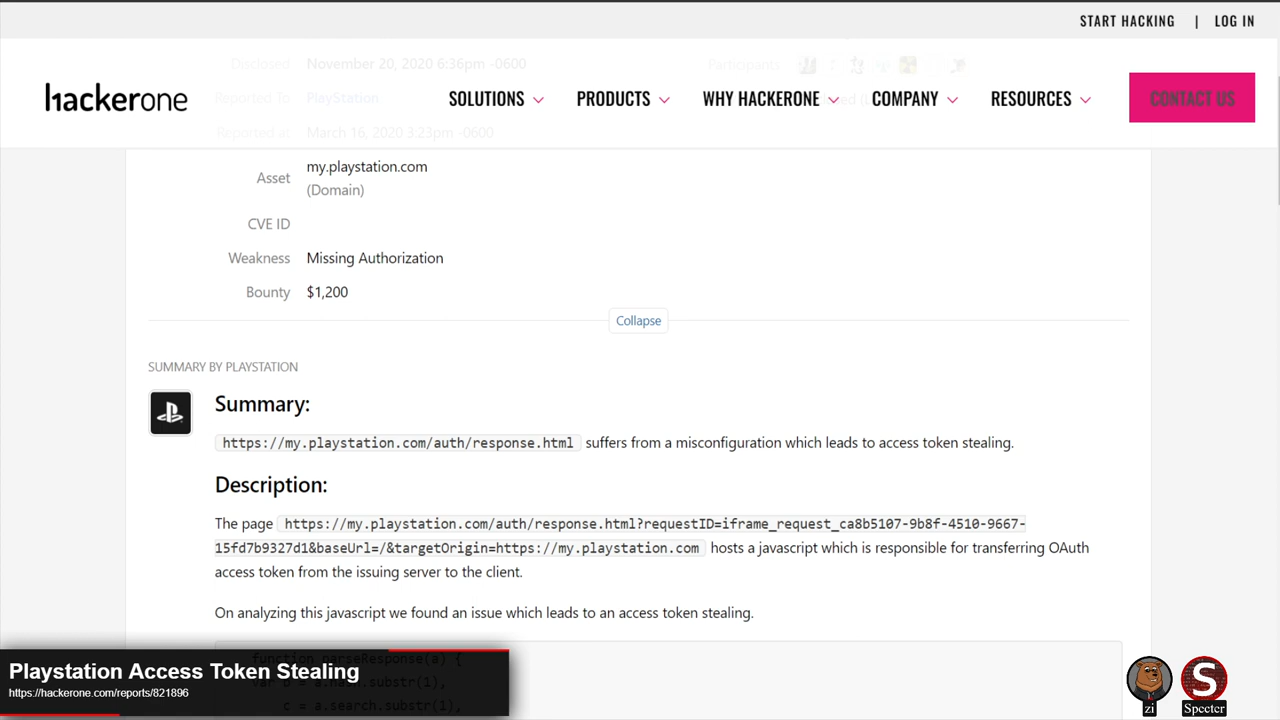 START HACKING | LOG IN
Disclosed November 20, 2020 6:36pm -0600 Participants
hackerone SOLUTIONS PRODUCTS WHY HACKERONE COMPANY RESOURCES CONTACT US
Reported To PlayStation
Reported at March 16, 2020 3:23pm -0600
Asset my.playstation.com
(Domain)
CVE ID
Weakness Missing Authorization
Bounty $1,200
Collapse
SUMMARY BY PLAYSTATION
Summary:
https://my.playstation.com/auth/response.html suffers from a misconfiguration which leads to access token stealing.
Description:
The page https://my.playstation.com/auth/response.html?requestID=iframe_request_ca8b5107-9b8f-4510-9667-
15fd7b9327d1&baseUrl=/&targetOrigin=https://my.playstation.com hosts a javascript which is responsible for transferring OAuth
access token from the issuing server to the client.
On analyzing this javascript we found an issue which leads to an access token stealing.
function parseResponse(a) {
var b = a.hash.substr(1),
c = a.search.substr(1),
Playstation Access Token Stealing
https://hackerone.com/reports/821896
zi
S
Specter